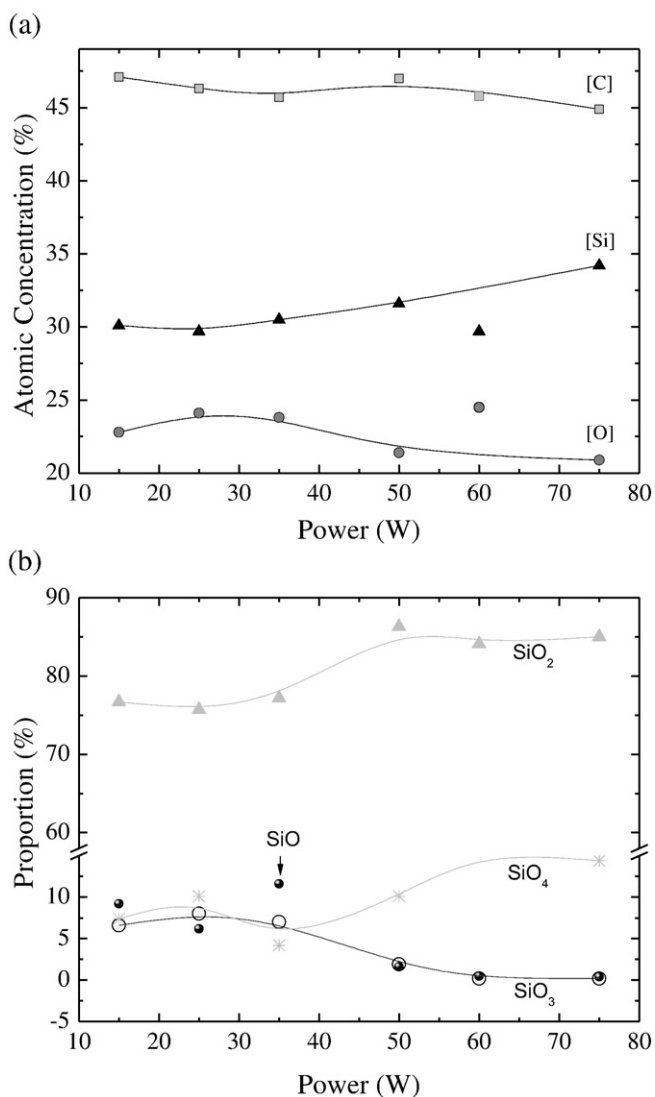 (a)
Atomic Concentration (%)
45
40
35
30
25
20
[C]
[Si]
[O]
10 20 30 40 50 60 70 80
Power (W)
(b)
Proportion (%)
90
80
70
60
10
5
0
-5
SiO2
SiO
SiO4
SiO3
10 20 30 40 50 60 70 80
Power (W)